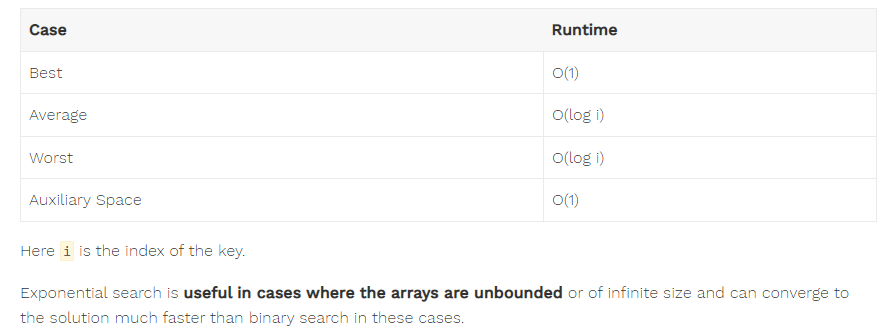 Case Runtime
Best O(1)
Average O(log i)
Worst O(log i)
Auxiliary Space O(1)
Here i is the index of the key.
Exponential search is useful in cases where the arrays are unbounded or of infinite size and can converge to
the solution much faster than binary search in these cases.